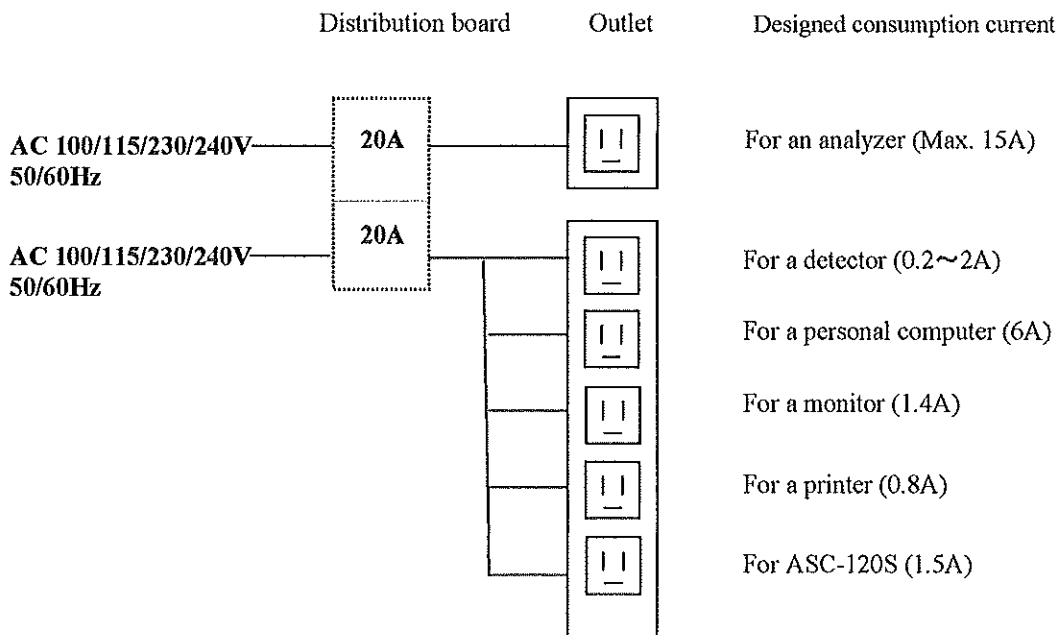 Distribution board Outlet Designed consumption current
AC 100/115/230/240V 20A For an analyzer (Max. 15A)
50/60Hz
20A
AC 100/115/230/240V For a detector (0.2～2A)
50/60Hz
For a personal computer (6A)
For a monitor (1.4A)
For a printer (0.8A)
For ASC-120S (1.5A)